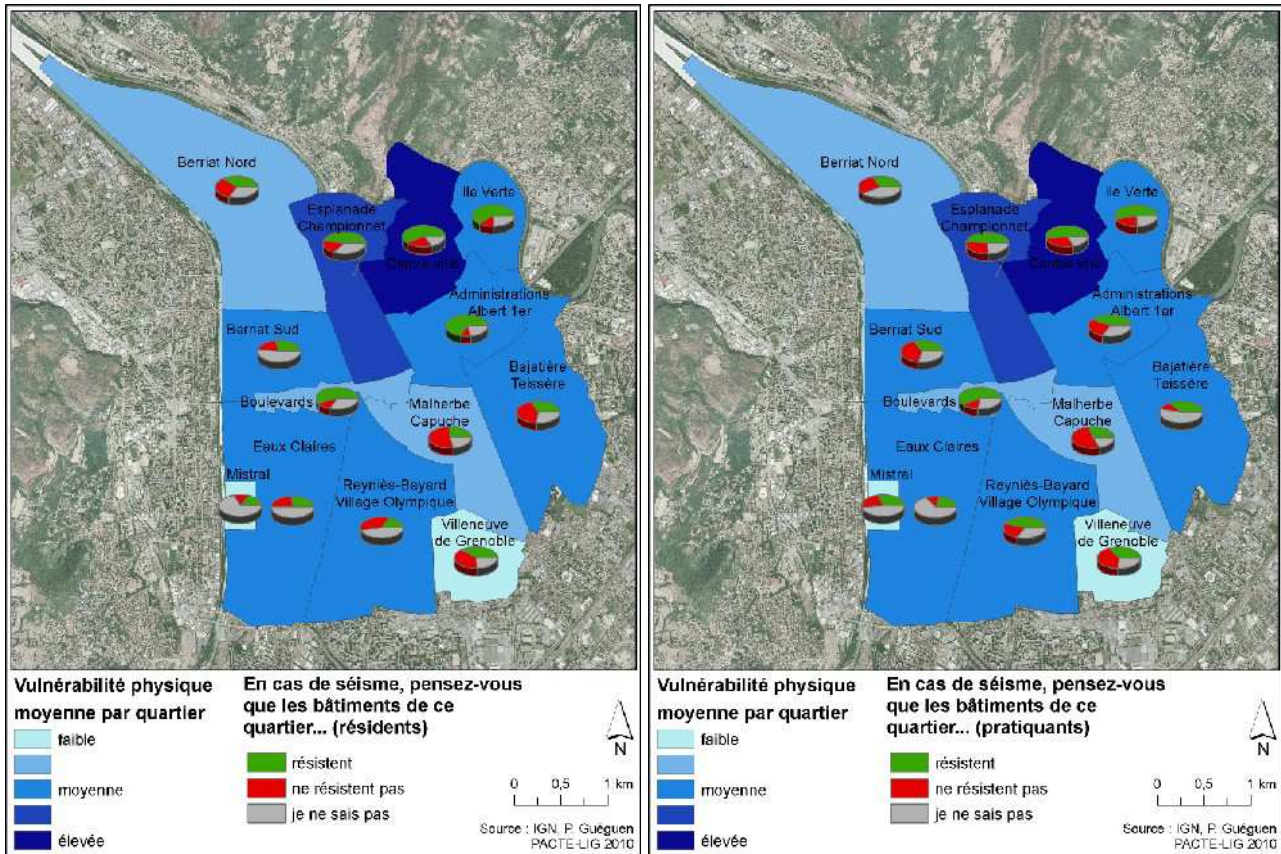 Berriat Nord
Ile Verte
Esplanade
Championnet
Centre ville
Administrations
Albert 1er
Berriat Sud
Bajatière
Teissère
Boulevards
Malherbe
Capuche
Eaux Claires
Mistral
Reyniès-Bayard
Village Olympique
Villeneuve
de Grenoble
Vulnérabilité physique
moyenne par quartier
faible
moyenne
élevée
En cas de séisme, pensez-vous
que les bâtiments de ce
quartier... (résidents)
résistent
ne résistent pas
je ne sais pas
N
0 0,5 1 km
Source : IGN, P. Guéguen
PACTE-LIG 2010
Berriat Nord
Ile Verte
Esplanade
Championnet
Centre ville
Administrations
Albert 1er
Berriat Sud
Bajatière
Teissère
Boulevards
Malherbe
Capuche
Eaux Claires
Mistral
Reyniès-Bayard
Village Olympique
Villeneuve
de Grenoble
Vulnérabilité physique
moyenne par quartier
faible
moyenne
élevée
En cas de séisme, pensez-vous
que les bâtiments de ce
quartier... (pratiquants)
résistent
ne résistent pas
je ne sais pas
N
0 0,5 1 km
Source : IGN, P. Guéguen
PACTE-LIG 2010